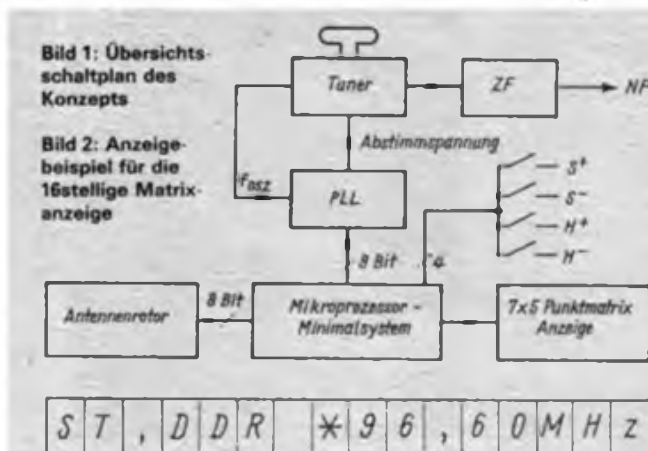 Bild 1: Übersichts-
schaltplan des
Konzepts
Bild 2: Anzeige-
beispiel für die
16stellige Matrix-
anzeige
Tuner
ZF
NF
Abstimmspannung
fosz
PLL
S+
S-
H+
H-
8 Bit
4
Antennenrotor
8 Bit
Mikroprozessor -
Minimalsystem
7x5 Punktmatrix
Anzeige
S T , D D R * 9 6 , 6 0 M H z